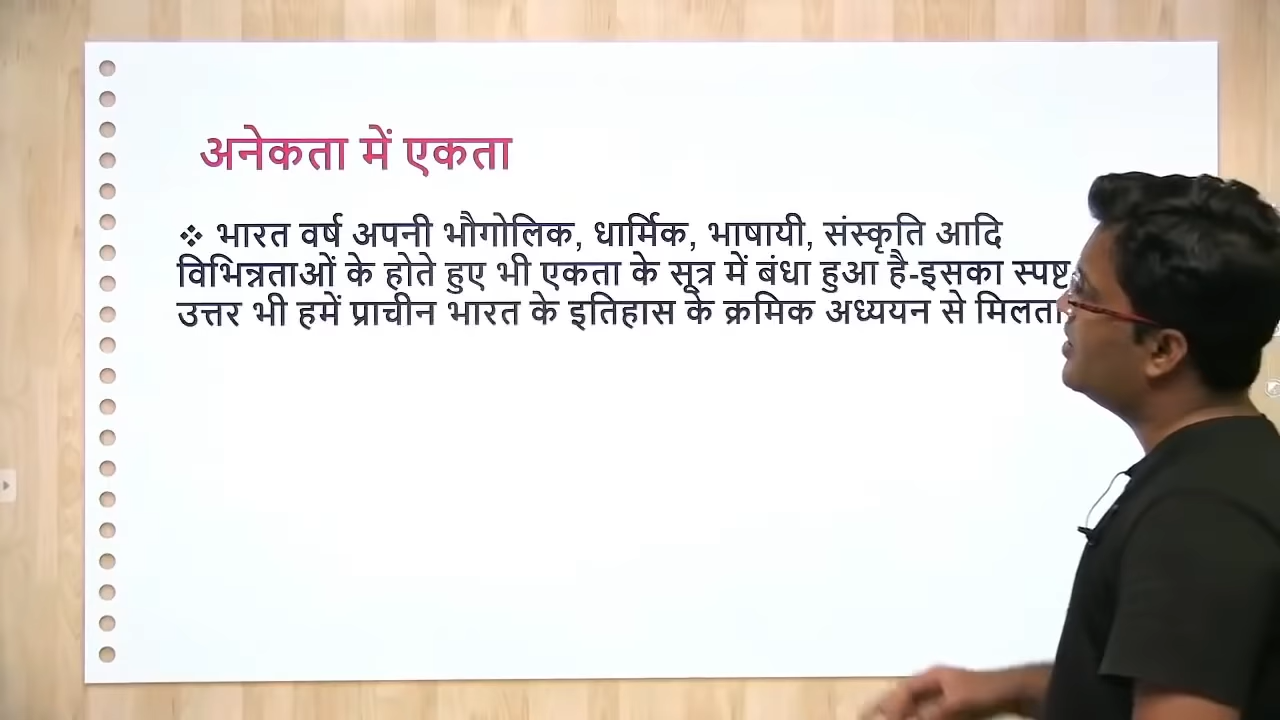 अनेकता में एकता
❖ भारत वर्ष अपनी भौगोलिक, धार्मिक, भाषायी, संस्कृति आदि
विभिन्नताओं के होते हुए भी एकता के सूत्र में बंधा हुआ है-इसका स्पष्ट
उत्तर भी हमें प्राचीन भारत के इतिहास के क्रमिक अध्ययन से मिलता